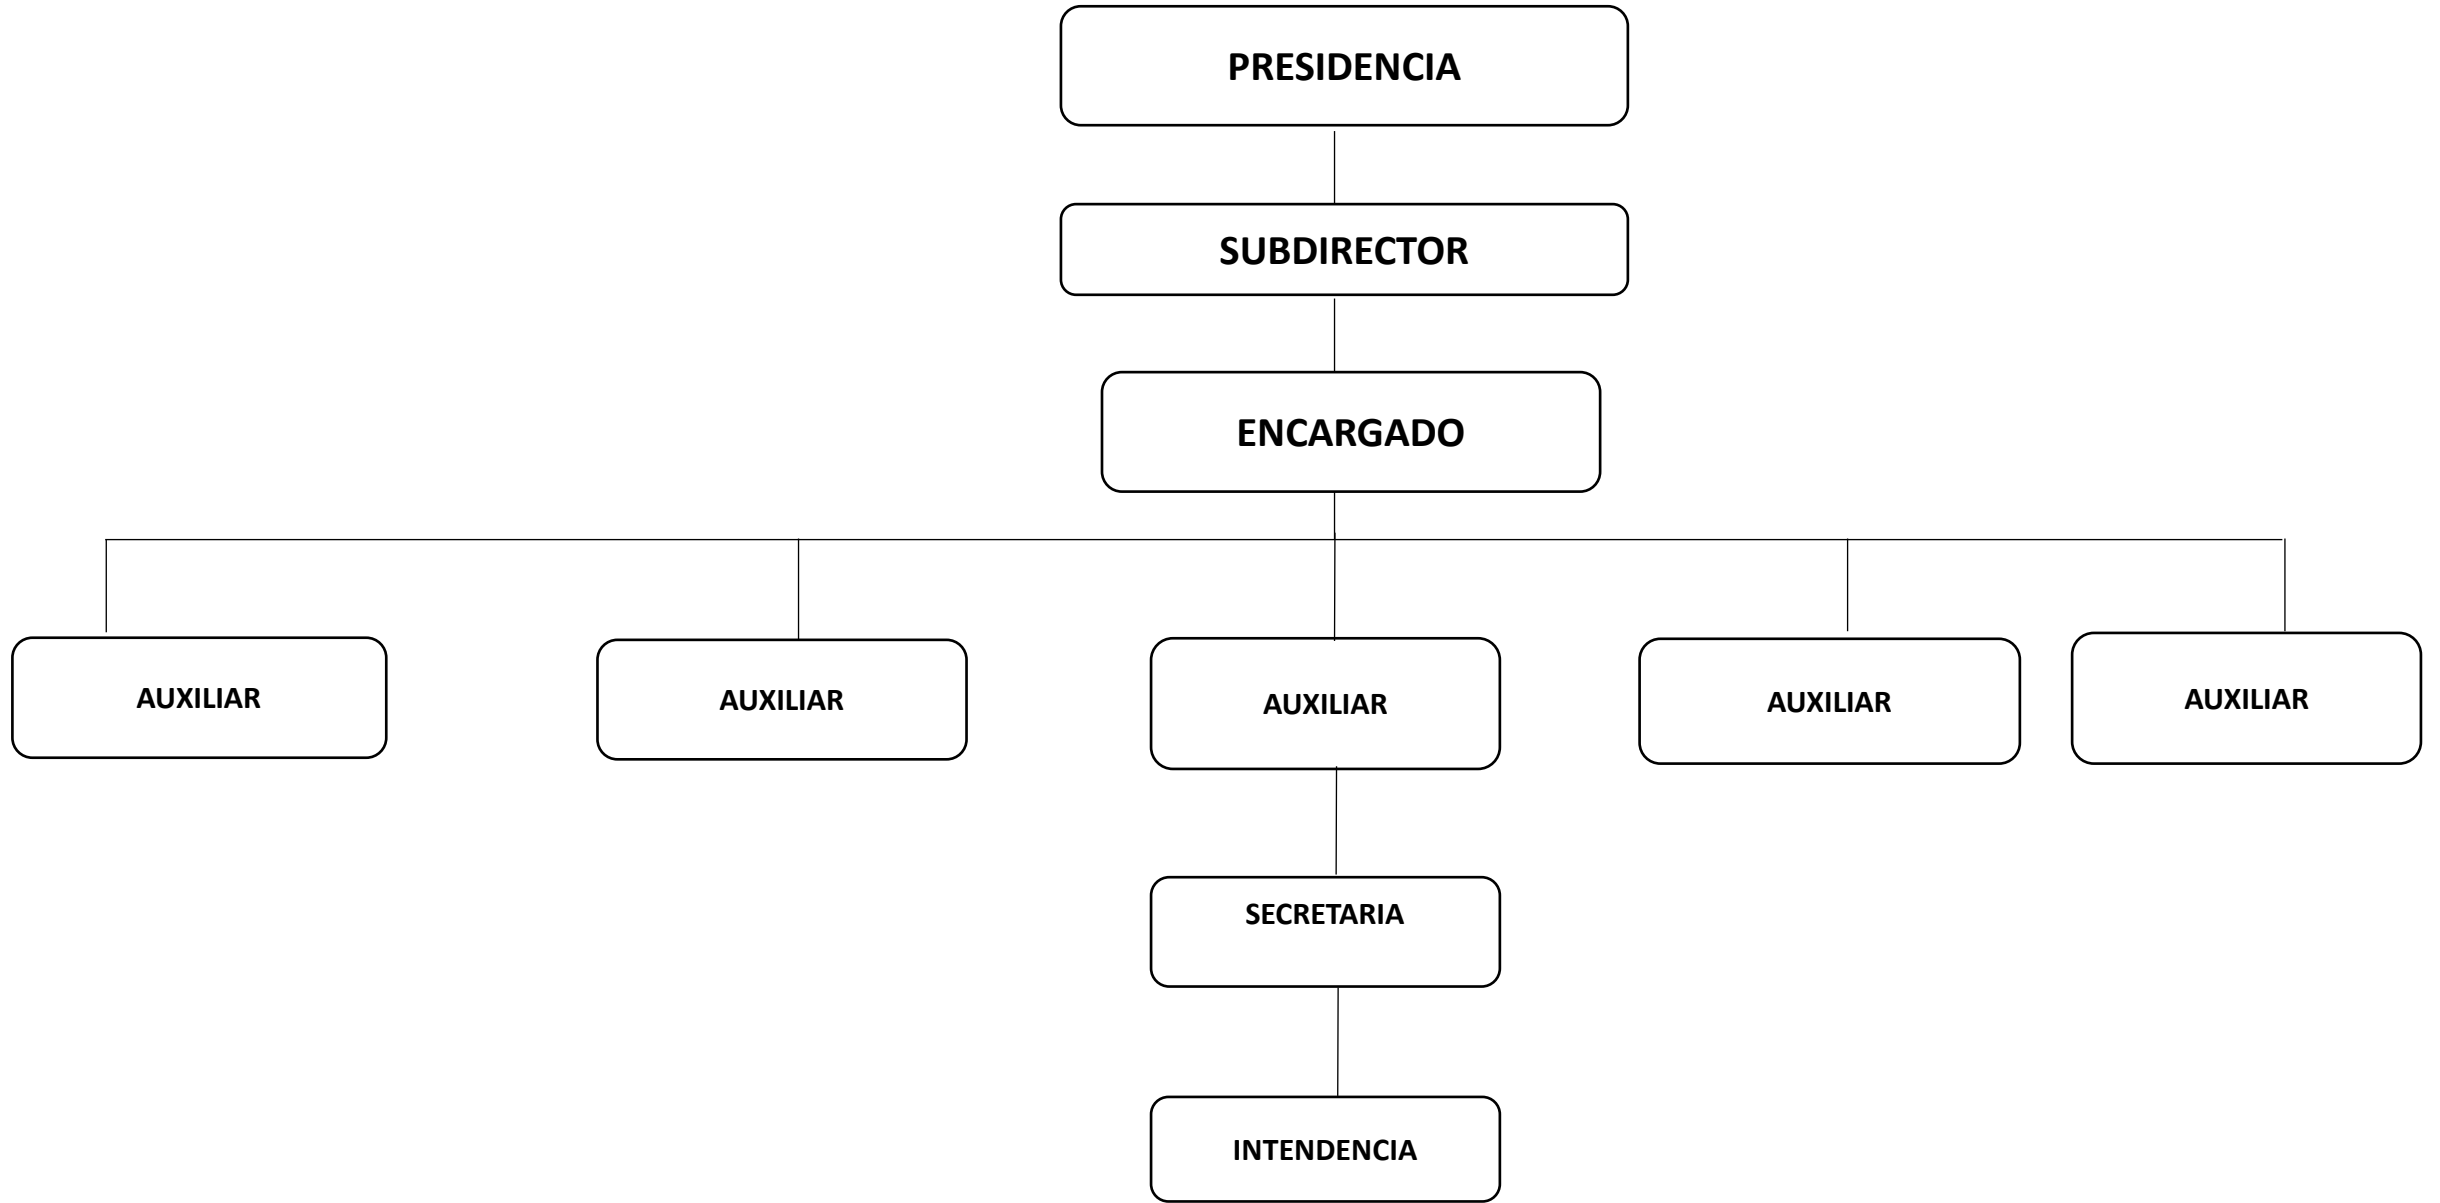 PRESIDENCIA
SUBDIRECTOR
ENCARGADO
AUXILIAR
AUXILIAR
AUXILIAR
AUXILIAR
AUXILIAR
SECRETARIA
INTENDENCIA